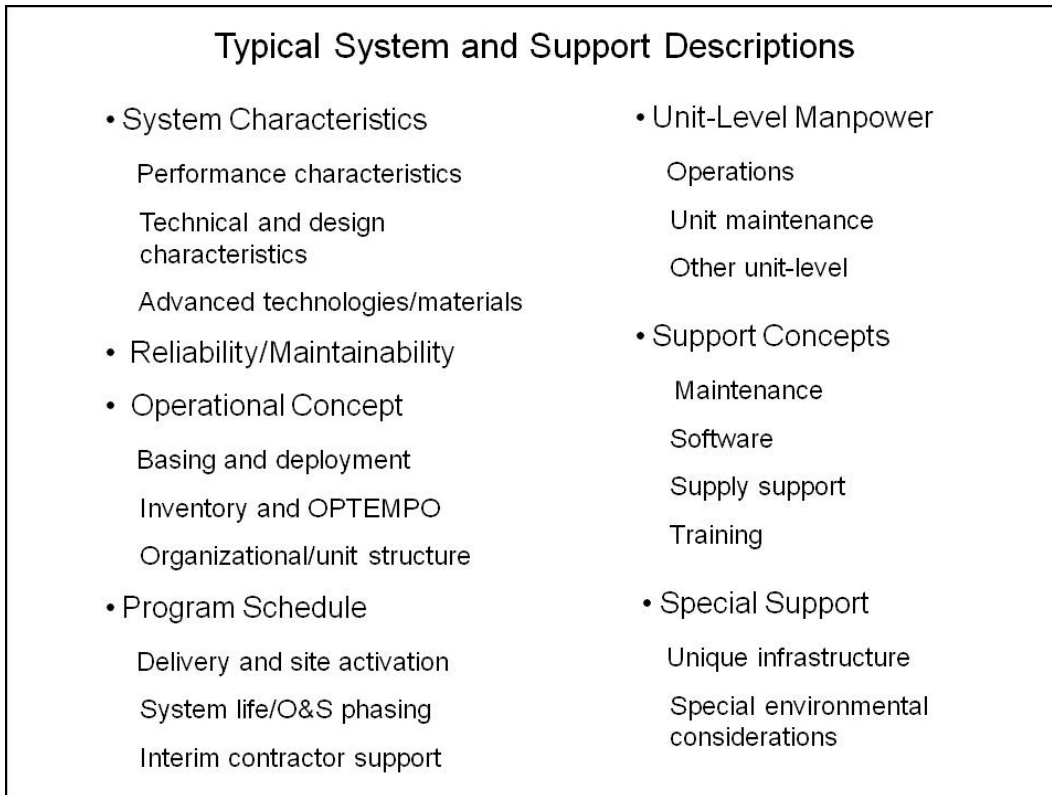 Typical System and Support Descriptions
• System Characteristics
Performance characteristics
Technical and design
characteristics
Advanced technologies/materials
• Reliability/Maintainability
• Operational Concept
Basing and deployment
Inventory and OPTEMPO
Organizational/unit structure
• Program Schedule
Delivery and site activation
System life/O&S phasing
Interim contractor support
• Unit-Level Manpower
Operations
Unit maintenance
Other unit-level
• Support Concepts
Maintenance
Software
Supply support
Training
• Special Support
Unique infrastructure
Special environmental
considerations